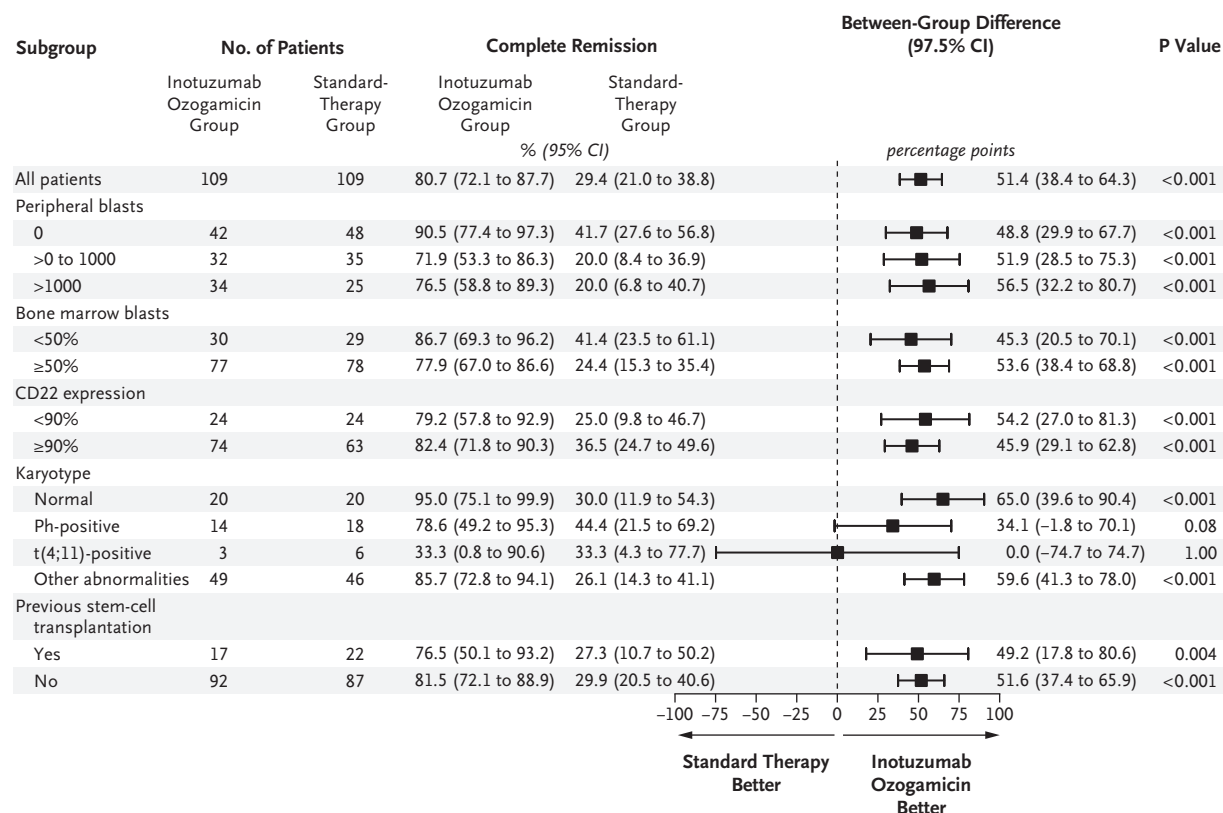 Subgroup No. of Patients Complete Remission Between-Group Difference (97.5% CI) P Value
Inotuzumab Ozogamicin Group Standard-Therapy Group Inotuzumab Ozogamicin Group Standard-Therapy Group
% (95% CI) percentage points
All patients 109 109 80.7 (72.1 to 87.7) 29.4 (21.0 to 38.8) 51.4 (38.4 to 64.3) <0.001
Peripheral blasts
0 42 48 90.5 (77.4 to 97.3) 41.7 (27.6 to 56.8) 48.8 (29.9 to 67.7) <0.001
>0 to 1000 32 35 71.9 (53.3 to 86.3) 20.0 (8.4 to 36.9) 51.9 (28.5 to 75.3) <0.001
>1000 34 25 76.5 (58.8 to 89.3) 20.0 (6.8 to 40.7) 56.5 (32.2 to 80.7) <0.001
Bone marrow blasts
<50% 30 29 86.7 (69.3 to 96.2) 41.4 (23.5 to 61.1) 45.3 (20.5 to 70.1) <0.001
≥50% 77 78 77.9 (67.0 to 86.6) 24.4 (15.3 to 35.4) 53.6 (38.4 to 68.8) <0.001
CD22 expression
<90% 24 24 79.2 (57.8 to 92.9) 25.0 (9.8 to 46.7) 54.2 (27.0 to 81.3) <0.001
≥90% 74 63 82.4 (71.8 to 90.3) 36.5 (24.7 to 49.6) 45.9 (29.1 to 62.8) <0.001
Karyotype
Normal 20 20 95.0 (75.1 to 99.9) 30.0 (11.9 to 54.3) 65.0 (39.6 to 90.4) <0.001
Ph-positive 14 18 78.6 (49.2 to 95.3) 44.4 (21.5 to 69.2) 34.1 (–1.8 to 70.1) 0.08
t(4;11)-positive 3 6 33.3 (0.8 to 90.6) 33.3 (4.3 to 77.7) 0.0 (–74.7 to 74.7) 1.00
Other abnormalities 49 46 85.7 (72.8 to 94.1) 26.1 (14.3 to 41.1) 59.6 (41.3 to 78.0) <0.001
Previous stem-cell
transplantation
Yes 17 22 76.5 (50.1 to 93.2) 27.3 (10.7 to 50.2) 49.2 (17.8 to 80.6) 0.004
No 92 87 81.5 (72.1 to 88.9) 29.9 (20.5 to 40.6) 51.6 (37.4 to 65.9) <0.001
–100 –75 –50 –25 0 25 50 75 100
Standard Therapy Better
Inotuzumab Ozogamicin Better